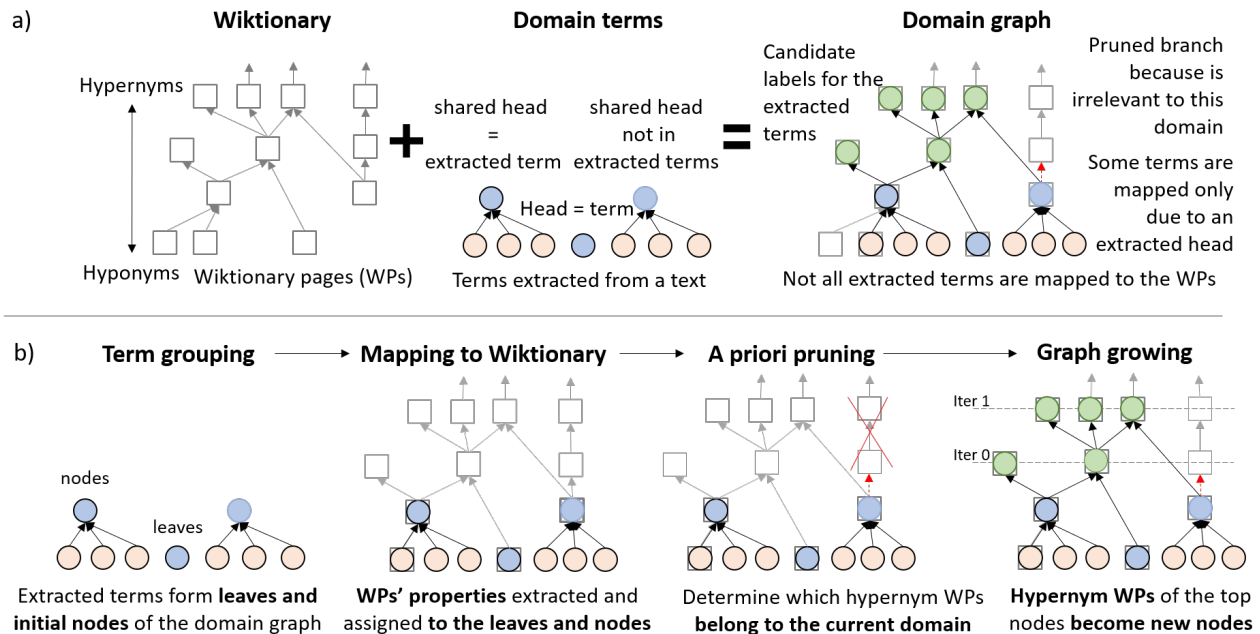 a)
Wiktionary
Domain terms
Domain graph
Hypernyms
Hyponyms
Wiktionary pages (WPs)
+
shared head
=
extracted term
shared head
not in
extracted terms
Head = term
Terms extracted from a text
=
Candidate
labels for the
extracted
terms
Pruned branch
because is
irrelevant to this
domain
Some terms are
mapped only
due to an
extracted head
Not all extracted terms are mapped to the WPs
b)
Term grouping
Mapping to Wiktionary
A priori pruning
Graph growing
nodes
leaves
Iter 1
Iter 0
Extracted terms form leaves and
initial nodes of the domain graph
WPs' properties extracted and
assigned to the leaves and nodes
Determine which hypernym WPs
belong to the current domain
Hypernym WPs of the top
nodes become new nodes